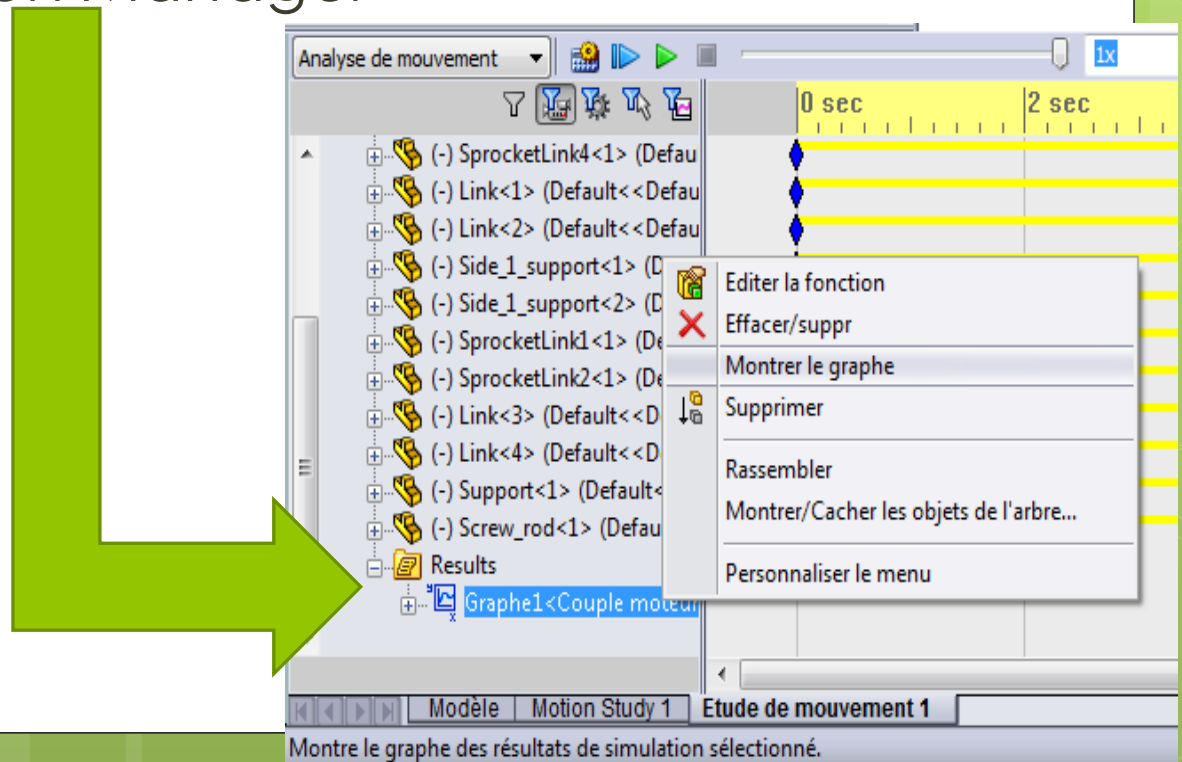 Analyse de mouvement
1x
0 sec
2 sec
(-) SprocketLink4<1> (Defau
(-) Link<1> (Default<<Defau
(-) Link<2> (Default<<Defau
(-) Side_1_support<1> (D
(-) Side_1_support<2> (D
(-) SprocketLink1<1> (De
(-) SprocketLink2<1> (De
(-) Link<3> (Default<<D
(-) Link<4> (Default<<D
(-) Support<1> (Default<
(-) Screw_rod<1> (Defau
Results
Graphe1<Couple moteur
Editer la fonction
Effacer/suppr
Montrer le graphe
Supprimer
Rassembler
Montrer/Cacher les objets de l'arbre...
Personnaliser le menu
Modèle
Motion Study 1
Etude de mouvement 1
Montre le graphe des résultats de simulation sélectionné.